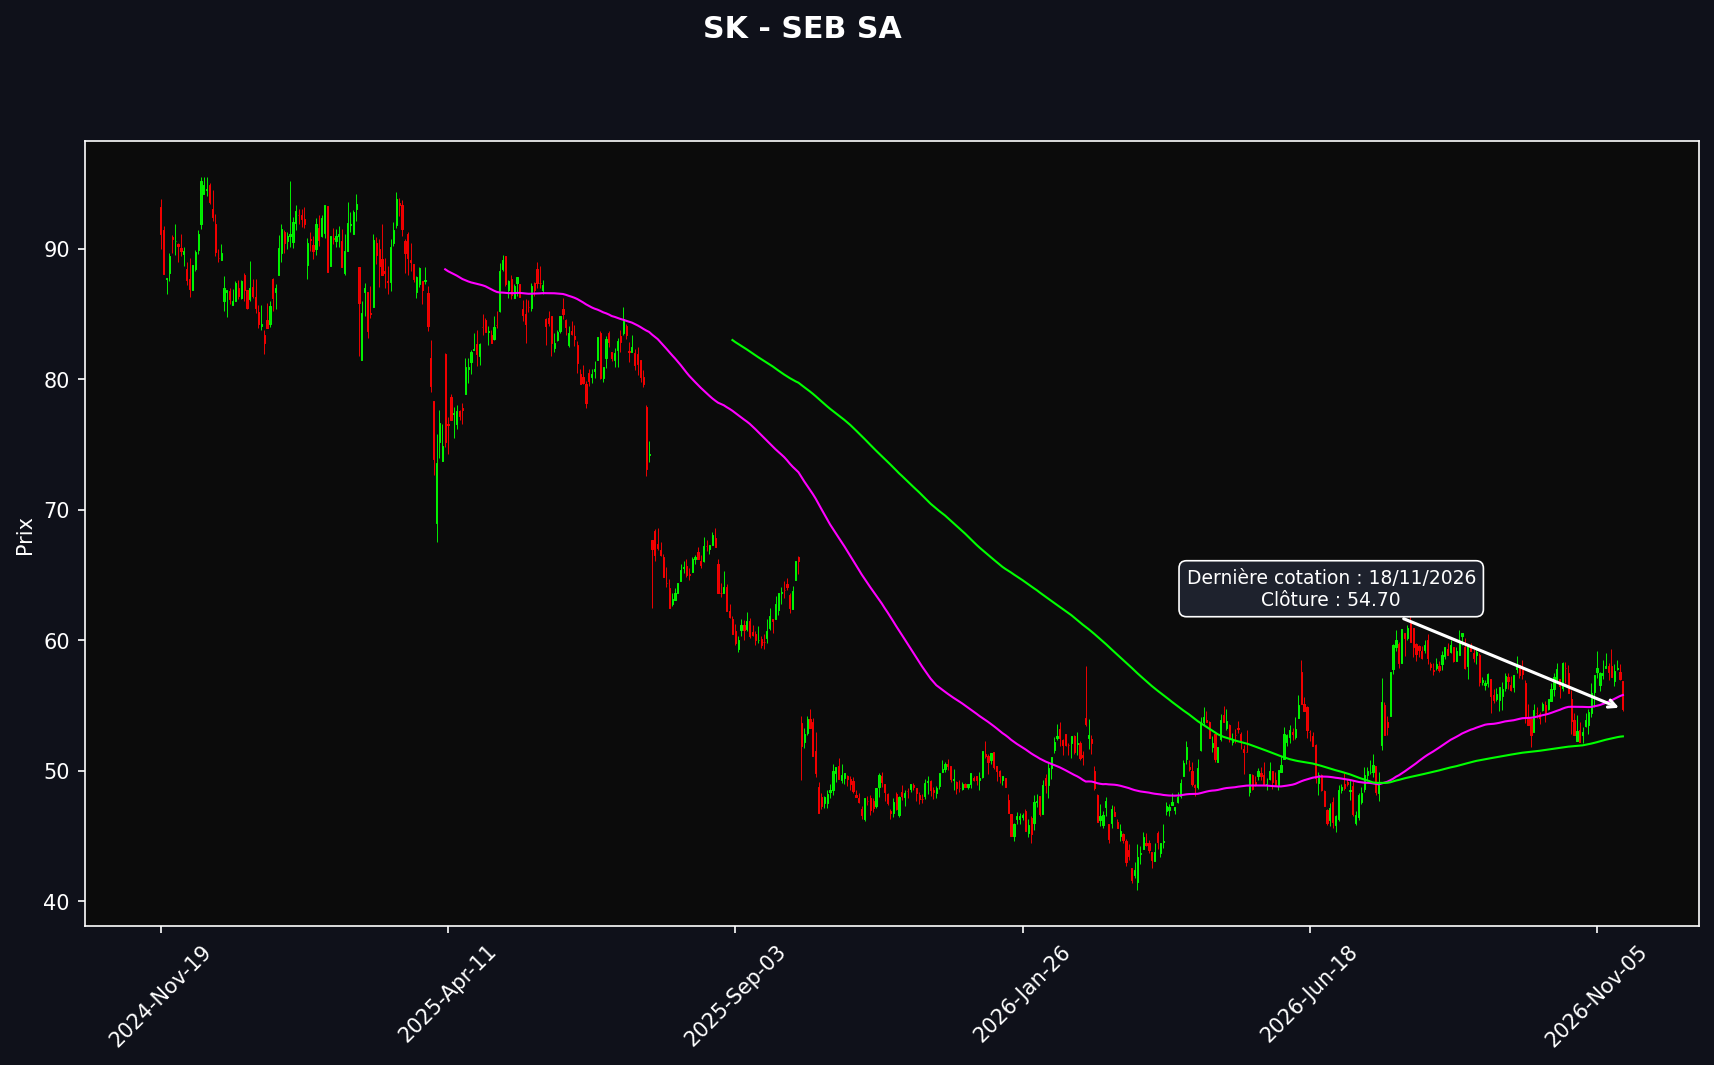 SK - SEB SA
Prix
90
80
70
60
50
40
Dernière cotation : 18/11/2026
Clôture : 54.70
2024-Nov-19
2025-Apr-11
2025-Sep-03
2026-Jan-26
2026-Jun-18
2026-Nov-05